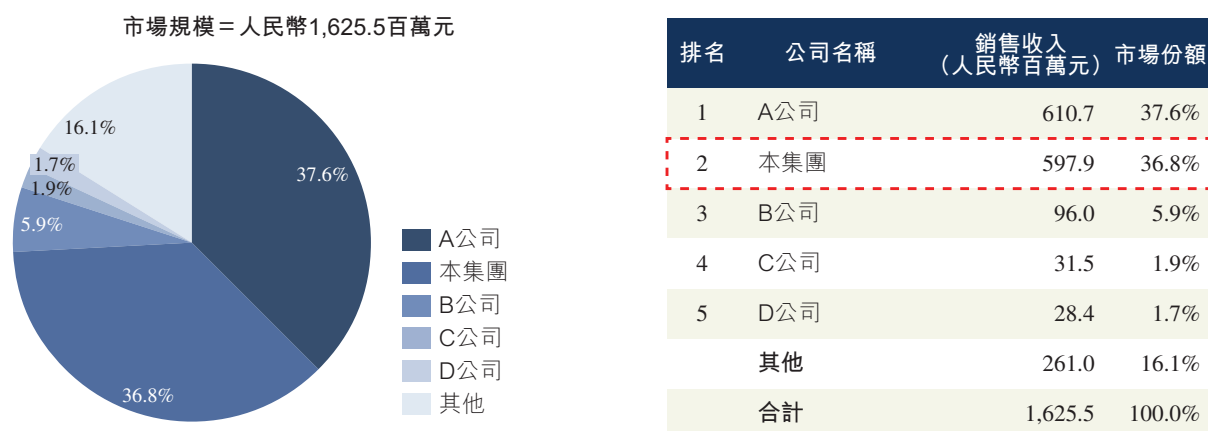 市場規模＝人民幣1,625.5百萬元
16.1%
1.7%
1.9%
5.9%
37.6%
36.8%
A公司
本集團
B公司
C公司
D公司
其他
排名 公司名稱 銷售收入（人民幣百萬元） 市場份額
1 A公司 610.7 37.6%
2 本集團 597.9 36.8%
3 B公司 96.0 5.9%
4 C公司 31.5 1.9%
5 D公司 28.4 1.7%
其他 261.0 16.1%
合計 1,625.5 100.0%